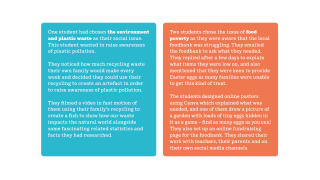 One student had chosen the environment
and plastic waste as their social issue.
This student wanted to raise awareness
of plastic pollution.
They noticed how much recycling waste
their own family would make every
week and decided they could use their
recycling to create an artefact in order
to raise awareness of plastic pollution.
They filmed a video in fast motion of
them using their family's recycling to
create a fish to show how our waste
impacts the natural world alongside
some fascinating related statistics and
facts they had researched.
Two students chose the issue of food
poverty as they were aware that the local
foodbank was struggling. They emailed
the foodbank to ask what they needed.
They replied after a few days to explain
what items they were low on, and also
mentioned that they were keen to provide
Easter eggs as many families were unable
to get this kind of treat.
The students designed online posters
using Canva which explained what was
needed, and one of them drew a picture of
a garden with loads of tiny eggs hidden in
it as a game – find as many eggs as you can!
They also set up an online fundraising
page for the foodbank. They shared their
work with teachers, their parents and on
their own social media channels.